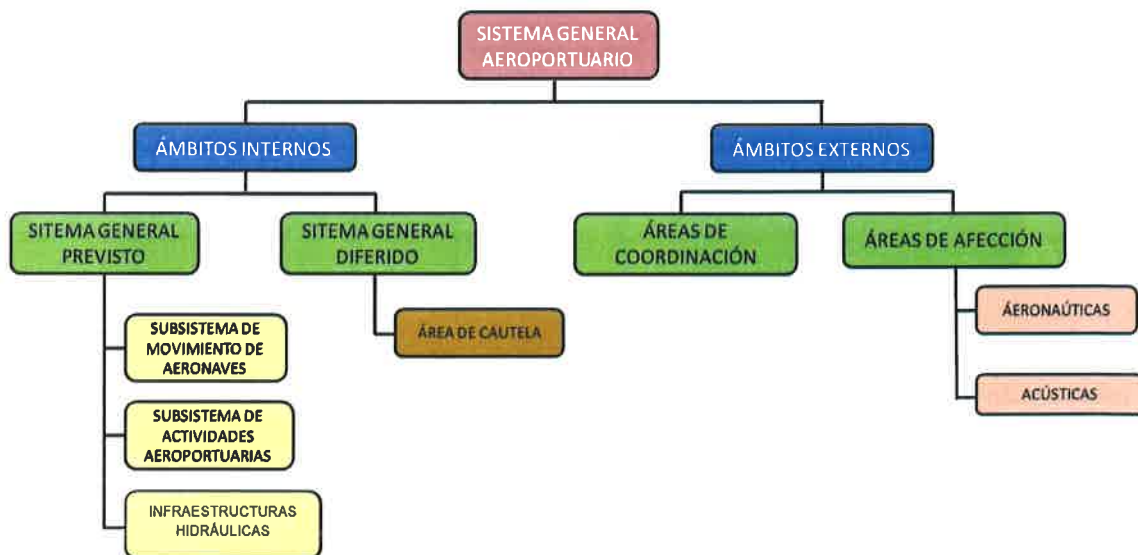 SISTEMA GENERAL
AEROPORTUARIO
ÁMBITOS INTERNOS
ÁMBITOS EXTERNOS
SITEMA GENERAL
PREVISTO
SITEMA GENERAL
DIFERIDO
ÁREAS DE
COORDINACIÓN
ÁREAS DE AFECCIÓN
SUBSISTEMA DE
MOVIMIENTO DE
AERONAVES
ÁREA DE CAUTELA
ÁERONAÚTICAS
ACÚSTICAS
SUBSISTEMA DE
ACTIVIDADES
AEROPORTUARIAS
INFRAESTRUCTURAS
HIDRÁULICAS